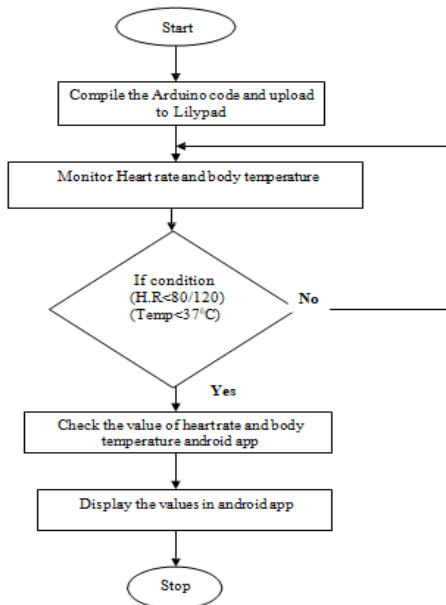 Start
Compile the Arduino code and upload
to Lilypad
Monitor Heart rate and body temperature
If condition
(H.R<80/120)
(Temp<37⁰C)
No
Yes
Check the value of heartrate and body
temperature android app
Display the values in android app
Stop